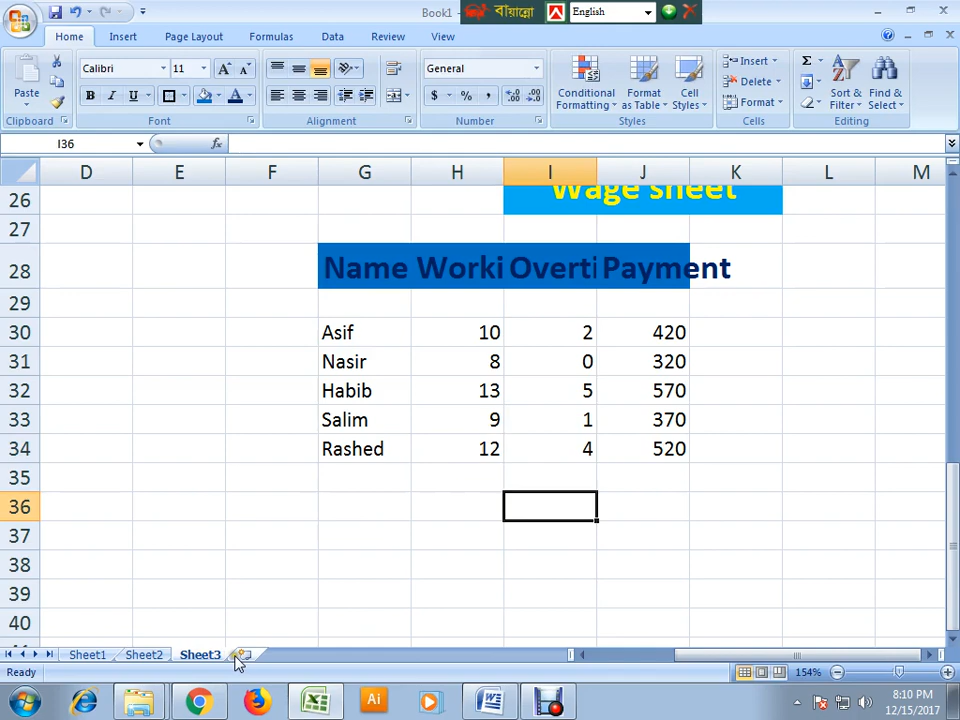 Book1
বায়ান্নো
English
Home Insert Page Layout Formulas Data Review View
Paste
Calibri 11
General
B I U
$ % ,
Conditional Formatting
Format as Table
Cell Styles
Insert
Delete
Format
Sort & Filter
Find & Select
Clipboard Font Alignment Number Styles Cells Editing
I36 fx
D E F G H I J K L M
26 Wage sheet
27
28 Name Worki Overti Payment
29
30 Asif 10 2 420
31 Nasir 8 0 320
32 Habib 13 5 570
33 Salim 9 1 370
34 Rashed 12 4 520
35
36
37
38
39
40
Sheet1 Sheet2 Sheet3
Ready 154%
Ai
8:10 PM
12/15/2017